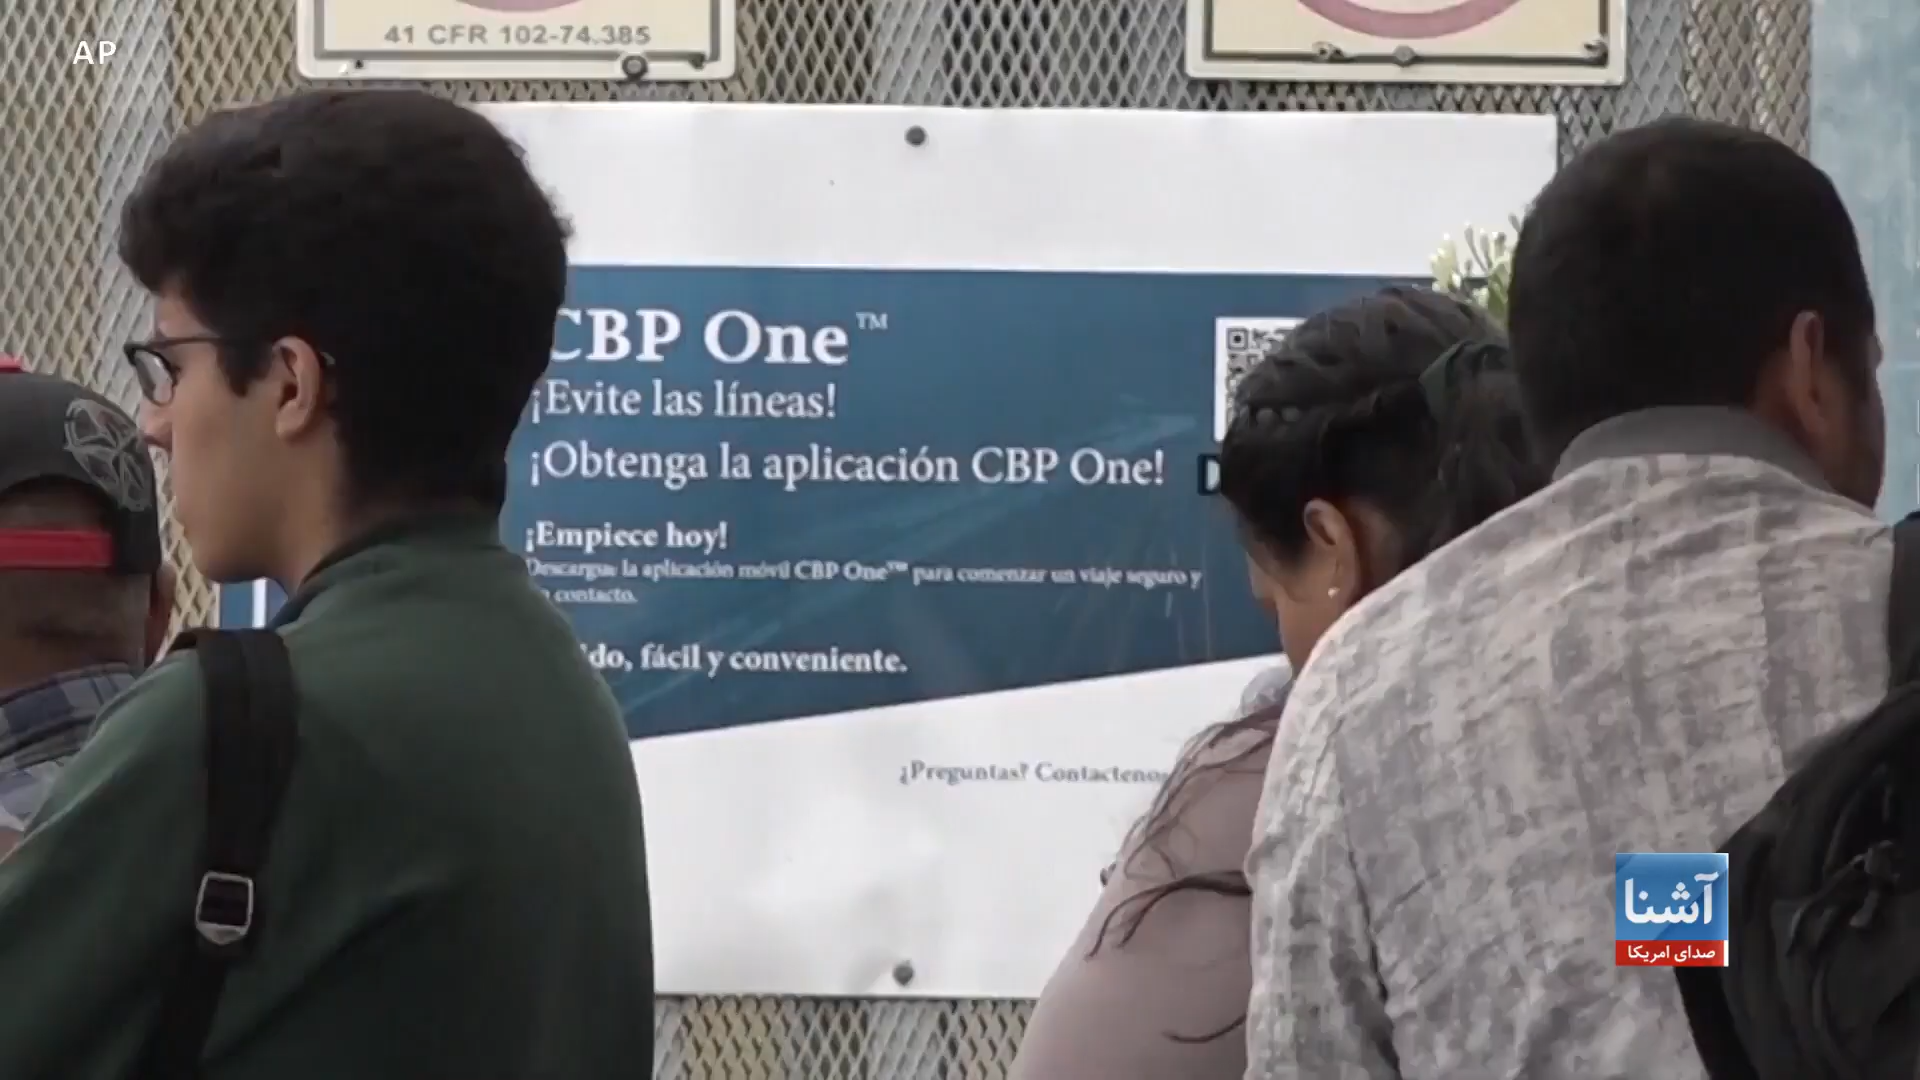 AP
41 CFR 102-74.385
CBP One™
¡Evite las líneas!
¡Obtenga la aplicación CBP One!
¡Empiece hoy!
Descargue la aplicación móvil CBP One™ para comenzar un viaje seguro y
contacto.
fácil y conveniente.
¿Preguntas?
آشنا
صدای امریکا